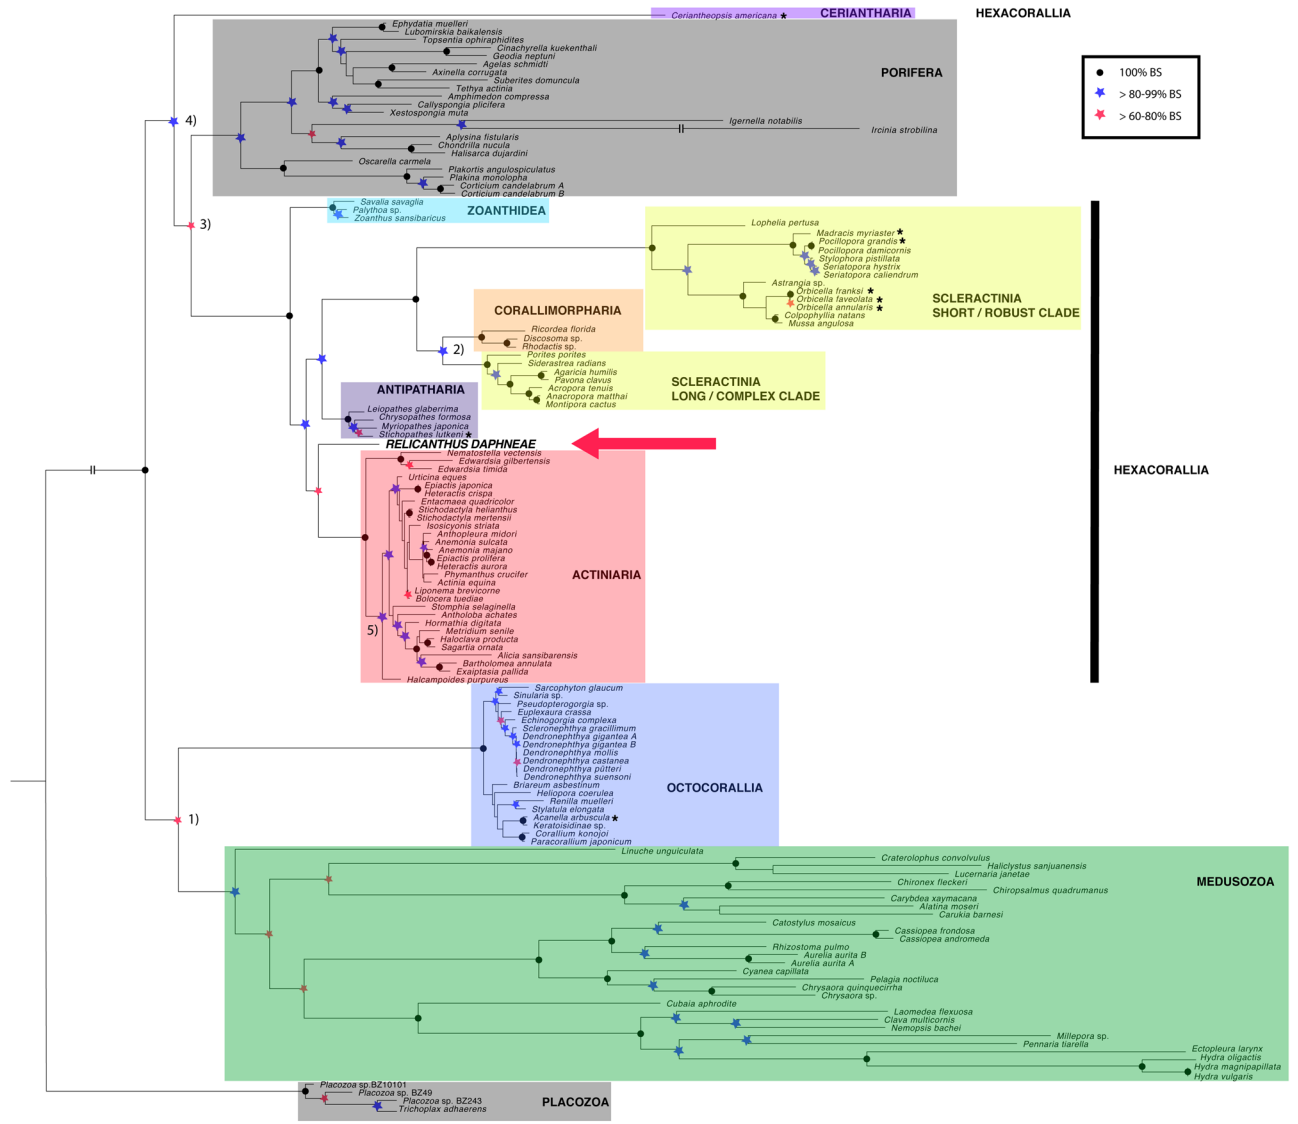 Ceriantheopsis americana *
CERIANTHARIA
HEXACORALLIA
Ephydatia muelleri
Lubomirskia baikalensis
Topsentia ophiraphidites
Cinachyrella kuekenthali
Geodia neptuni
Agelas schmidti
Axinella corrugata
Suberites domuncula
Tethya actinia
Amphimedon compressa
Callyspongia plicifera
Xestospongia muta
Igernella notabilis
Ircinia strobilina
Aplysina fistularis
Chondrilla nucula
Halisarca dujardini
Oscarella carmela
Plakortis angulospiculatus
Plakina monolopha
Corticium candelabrum A
Corticium candelabrum B
PORIFERA
100% BS
> 80-99% BS
> 60-80% BS
4)
3)
Savalia savaglia
Palythoa sp.
Zoanthus sansibaricus
ZOANTHIDEA
Lophelia pertusa
Madracis myriaster *
Pocillopora grandis *
Pocillopora damicornis
Stylophora pistillata
Seriatopora hystrix
Seriatopora caliendrum
Astrangia sp.
Orbicella franksi *
Orbicella faveolata *
Orbicella annularis *
Colpophyllia natans
Mussa angulosa
SCLERACTINIA
SHORT / ROBUST CLADE
CORALLIMORPHARIA
Ricordea florida
Discosoma sp.
Rhodactis sp.
2)
Porites porites
Siderastrea radians
Agaricia humilis
Pavona clavus
Acropora tenuis
Anacropora matthai
Montipora cactus
SCLERACTINIA
LONG / COMPLEX CLADE
ANTIPATHARIA
Leiopathes glaberrima
Chrysopathes formosa
Myriopathes japonica
Stichopathes lutkeni *
RELICANTHUS DAPHNEAE
HEXACORALLIA
Nematostella vectensis
Edwardsia gilbertensis
Edwardsia timida
Urticina eques
Epiactis japonica
Heteractis crispa
Entacmaea quadricolor
Stichodactyla helianthus
Stichodactyla mertensii
Isosicyonis striata
Anthopleura midori
Anemonia sulcata
Anemonia majano
Epiactis prolifera
Heteractis aurora
Phymanthus crucifer
Actinia equina
Liponema brevicorne
Bolocera tuediae
Stomphia selaginella
Antholoba achates
Hormathia digitata
Metridium senile
Haloclava producta
Sagartia ornata
Alicia sansibarensis
Bartholomea annulata
Exaiptasia pallida
Halcampoides purpureus
ACTINIARIA
5)
Sarcophyton glaucum
Sinularia sp.
Pseudopterogorgia sp.
Euplexaura crassa
Echinogorgia complexa
Scleronephthya gracillimum
Dendronephthya gigantea A
Dendronephthya gigantea B
Dendronephthya mollis
Dendronephthya castanea
Dendronephthya pütteri
Dendronephthya suensoni
Briareum asbestinum
Heliopora coerulea
Renilla muelleri
Stylatula elongata
Acanella arbuscula *
Keratoisidinae sp.
Corallium konojoi
Paracorallium japonicum
OCTOCORALLIA
1)
Linuche unguiculata
Craterolophus convolvulus
Haliclystus sanjuanensis
Lucernaria janetae
Chironex fleckeri
Chiropsalmus quadrumanus
Carybdea xaymacana
Alatina moseri
Carukia barnesi
Catostylus mosaicus
Cassiopea frondosa
Cassiopea andromeda
Rhizostoma pulmo
Aurelia aurita B
Aurelia aurita A
Cyanea capillata
Pelagia noctiluca
Chrysaora quinquecirrha
Chrysaora sp.
Cubaia aphrodite
Laomedea flexuosa
Clava multicornis
Nemopsis bachei
Millepora sp.
Pennaria tiarella
Ectopleura larynx
Hydra oligactis
Hydra magnipapillata
Hydra vulgaris
MEDUSOZOA
Placozoa sp.BZ10101
Placozoa sp. BZ49
Placozoa sp. BZ243
Trichoplax adhaerens
PLACOZOA